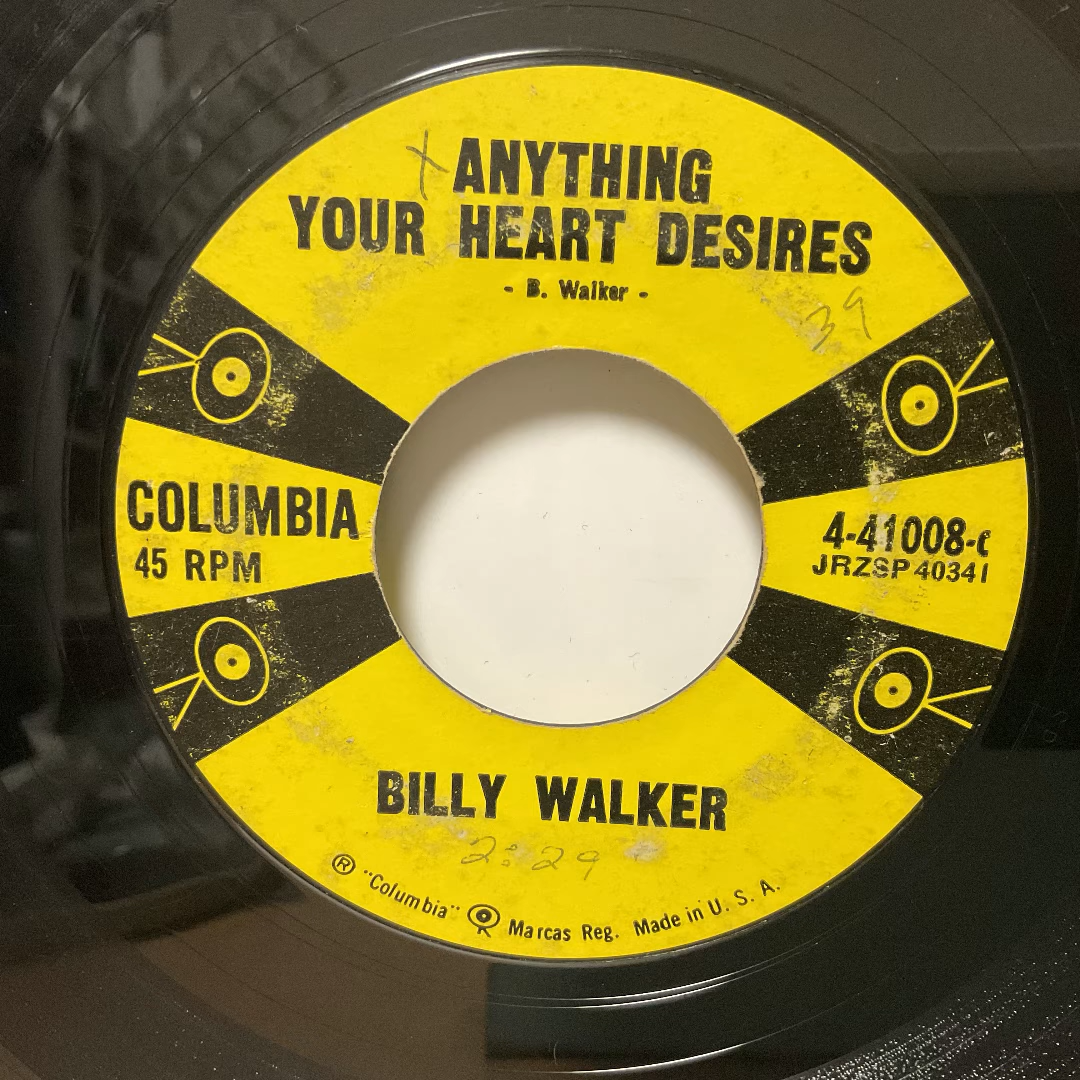 x ANYTHING
YOUR HEART DESIRES
- B. Walker -
39
COLUMBIA
45 RPM
4-41008-c
JRZSP 40341
BILLY WALKER
2:29
® "Columbia" Marcas Reg. Made in U. S. A.